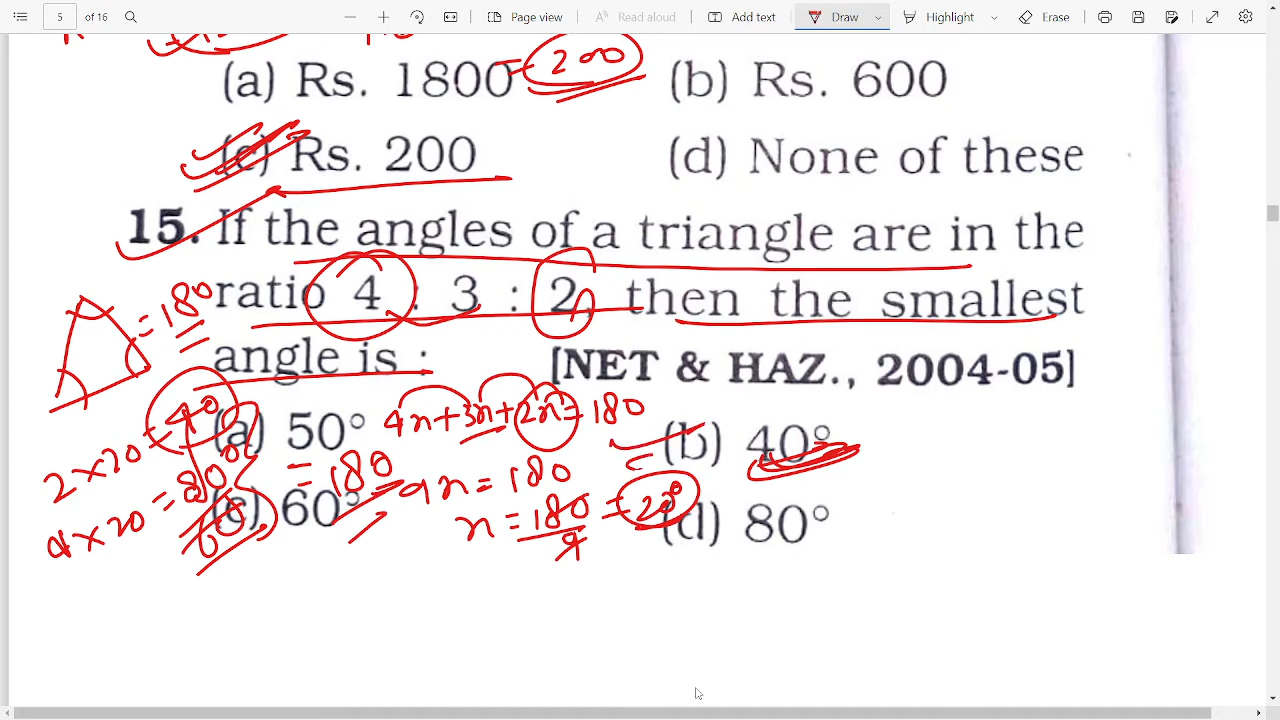 5 of 16 Page view Read aloud Add text Draw Highlight Erase
(a) Rs. 1800 = 200 (b) Rs. 600
(c) Rs. 200 (d) None of these
15. If the angles of a triangle are in the
ratio 4 : 3 : 2, then the smallest
= 180
angle is : [NET & HAZ., 2004-05]
(a) 50° 4x+3x+2x=180 (b) 40°
2×20 = 40
= 180 9x = 180
(c) 60° (d) 80°
4×20 = 80
60
x = 180/9 = 20°